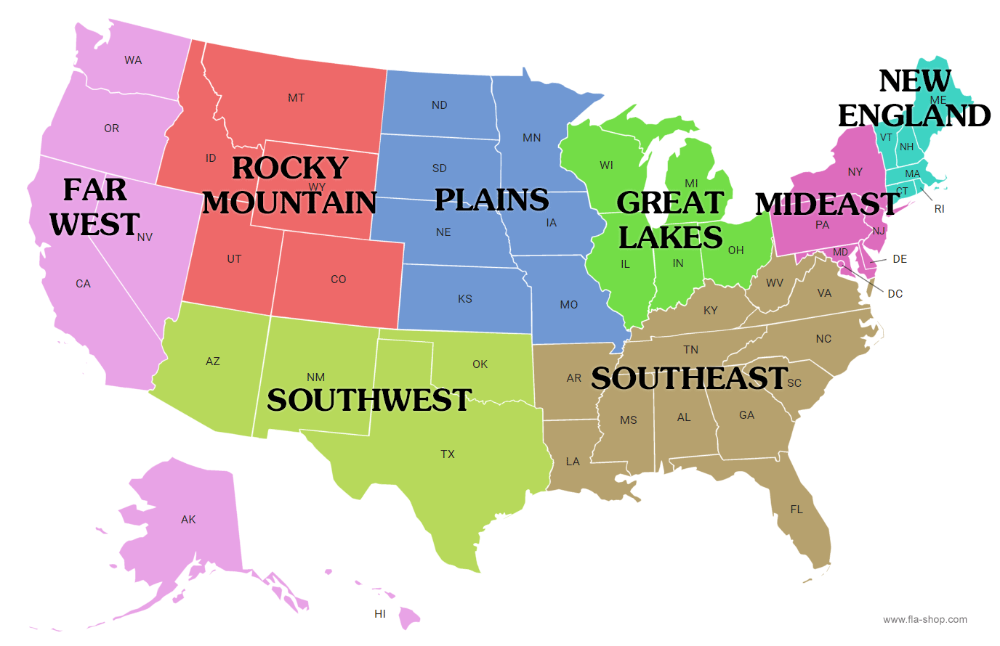 WA
MT
ND
MN
OR
ID
SD
WI
MI
NY
ME
VT
NH
MA
CT
RI
NEW
ENGLAND
ROCKY
MOUNTAIN
WY
FAR
WEST
NV
PLAINS
NE
IA
GREAT
LAKES
MIDEAST
PA
NJ
MD
DE
DC
UT
CO
CA
KS
MO
IL
IN
OH
WV
VA
KY
NC
TN
AZ
NM
OK
AR
SOUTHWEST
SOUTHEAST
SC
MS
AL
GA
TX
LA
FL
AK
HI
www.fla-shop.com